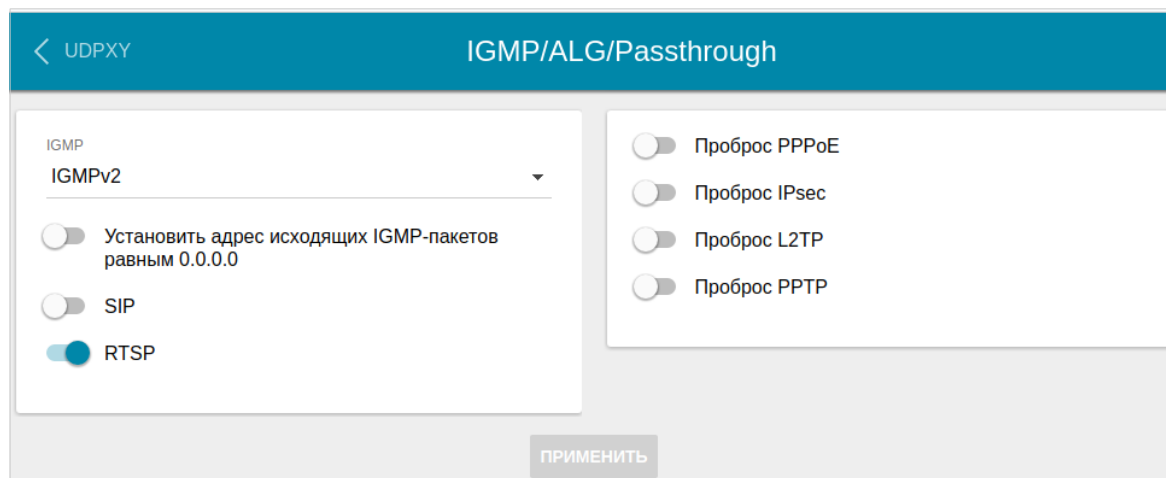 UDPXY
IGMP/ALG/Passthrough
IGMP
IGMPv2
Установить адрес исходящих IGMP-пакетов
равным 0.0.0.0
SIP
RTSP
Проброс PPPoE
Проброс IPsec
Проброс L2TP
Проброс PPTP
ПРИМЕНИТЬ